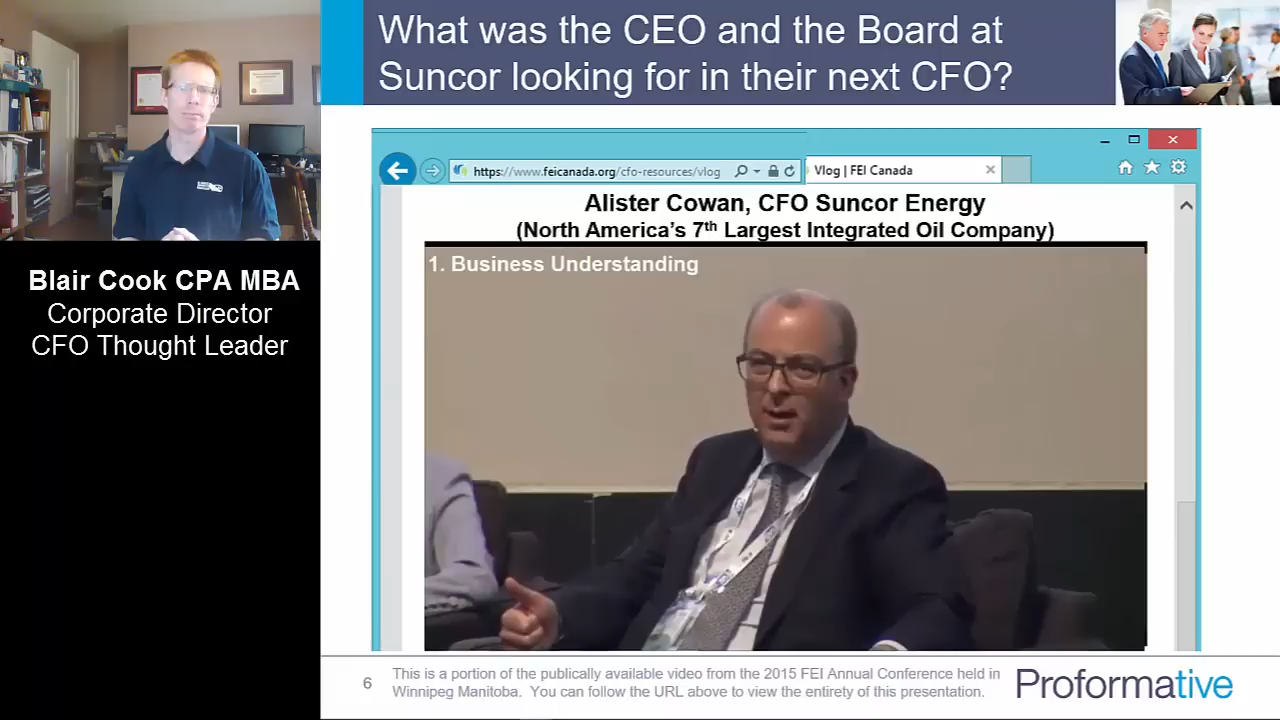 What was the CEO and the Board at
Suncor looking for in their next CFO?
https://www.feicanada.org/cfo-resources/vlog
Vlog | FEI Canada
Alister Cowan, CFO Suncor Energy
(North America's 7th Largest Integrated Oil Company)
1. Business Understanding
Blair Cook CPA MBA
Corporate Director
CFO Thought Leader
6
This is a portion of the publically available video from the 2015 FEI Annual Conference held in
Winnipeg Manitoba. You can follow the URL above to view the entirety of this presentation.
Proformative